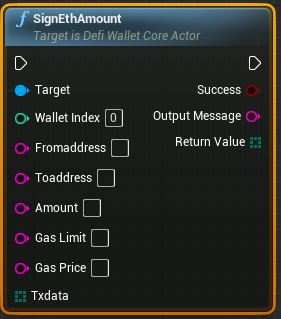 f SignEthAmount
Target is Defi Wallet Core Actor
Target
Success
Wallet Index 0
Output Message
Fromaddress
Return Value
Toaddress
Amount
Gas Limit
Gas Price
Txdata